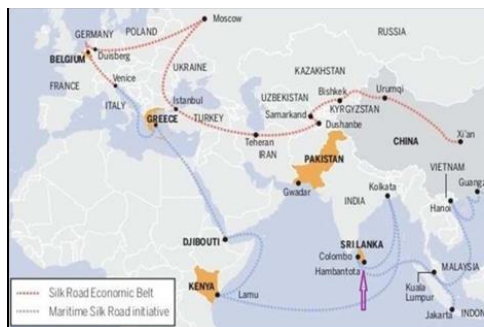 Moscow
GERMANY
POLAND
RUSSIA
Duisberg
BELGIUM
UKRAINE
KAZAKHSTAN
FRANCE
Venice
Bishkek
Urumqi
ITALY
Istanbul
UZBEKISTAN
KYRGYZSTAN
GREECE
TURKEY
Samarkand
Dushanbe
CHINA
Xi'an
Teheran
IRAN
PAKISTAN
VIETNAM
Gwadar
INDIA
Kolkata
Guang
Hanoi
DJIBOUTI
SRI LANKA
Colombo
Hambantota
MALAYSIA
Kuala
Lumpur
KENYA
Lamu
Jakarta
INDON
Silk Road Economic Belt
Maritime Silk Road initiative